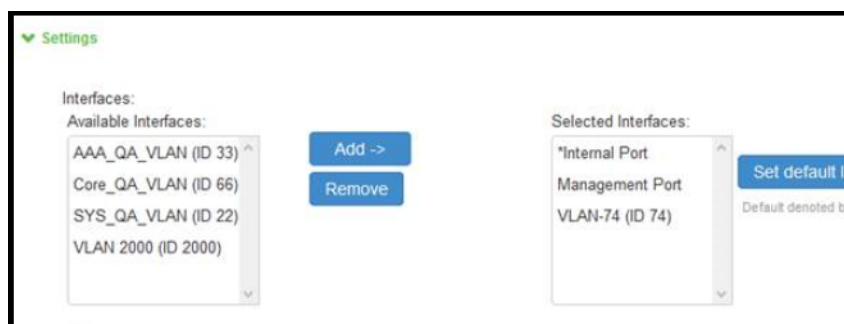 Settings
Interfaces:
Available Interfaces:
Selected Interfaces:
AAA_QA_VLAN (ID 33)
Core_QA_VLAN (ID 66)
SYS_QA_VLAN (ID 22)
VLAN 2000 (ID 2000)
Add ->
Remove
*Internal Port
Management Port
VLAN-74 (ID 74)
Set default
Default denoted